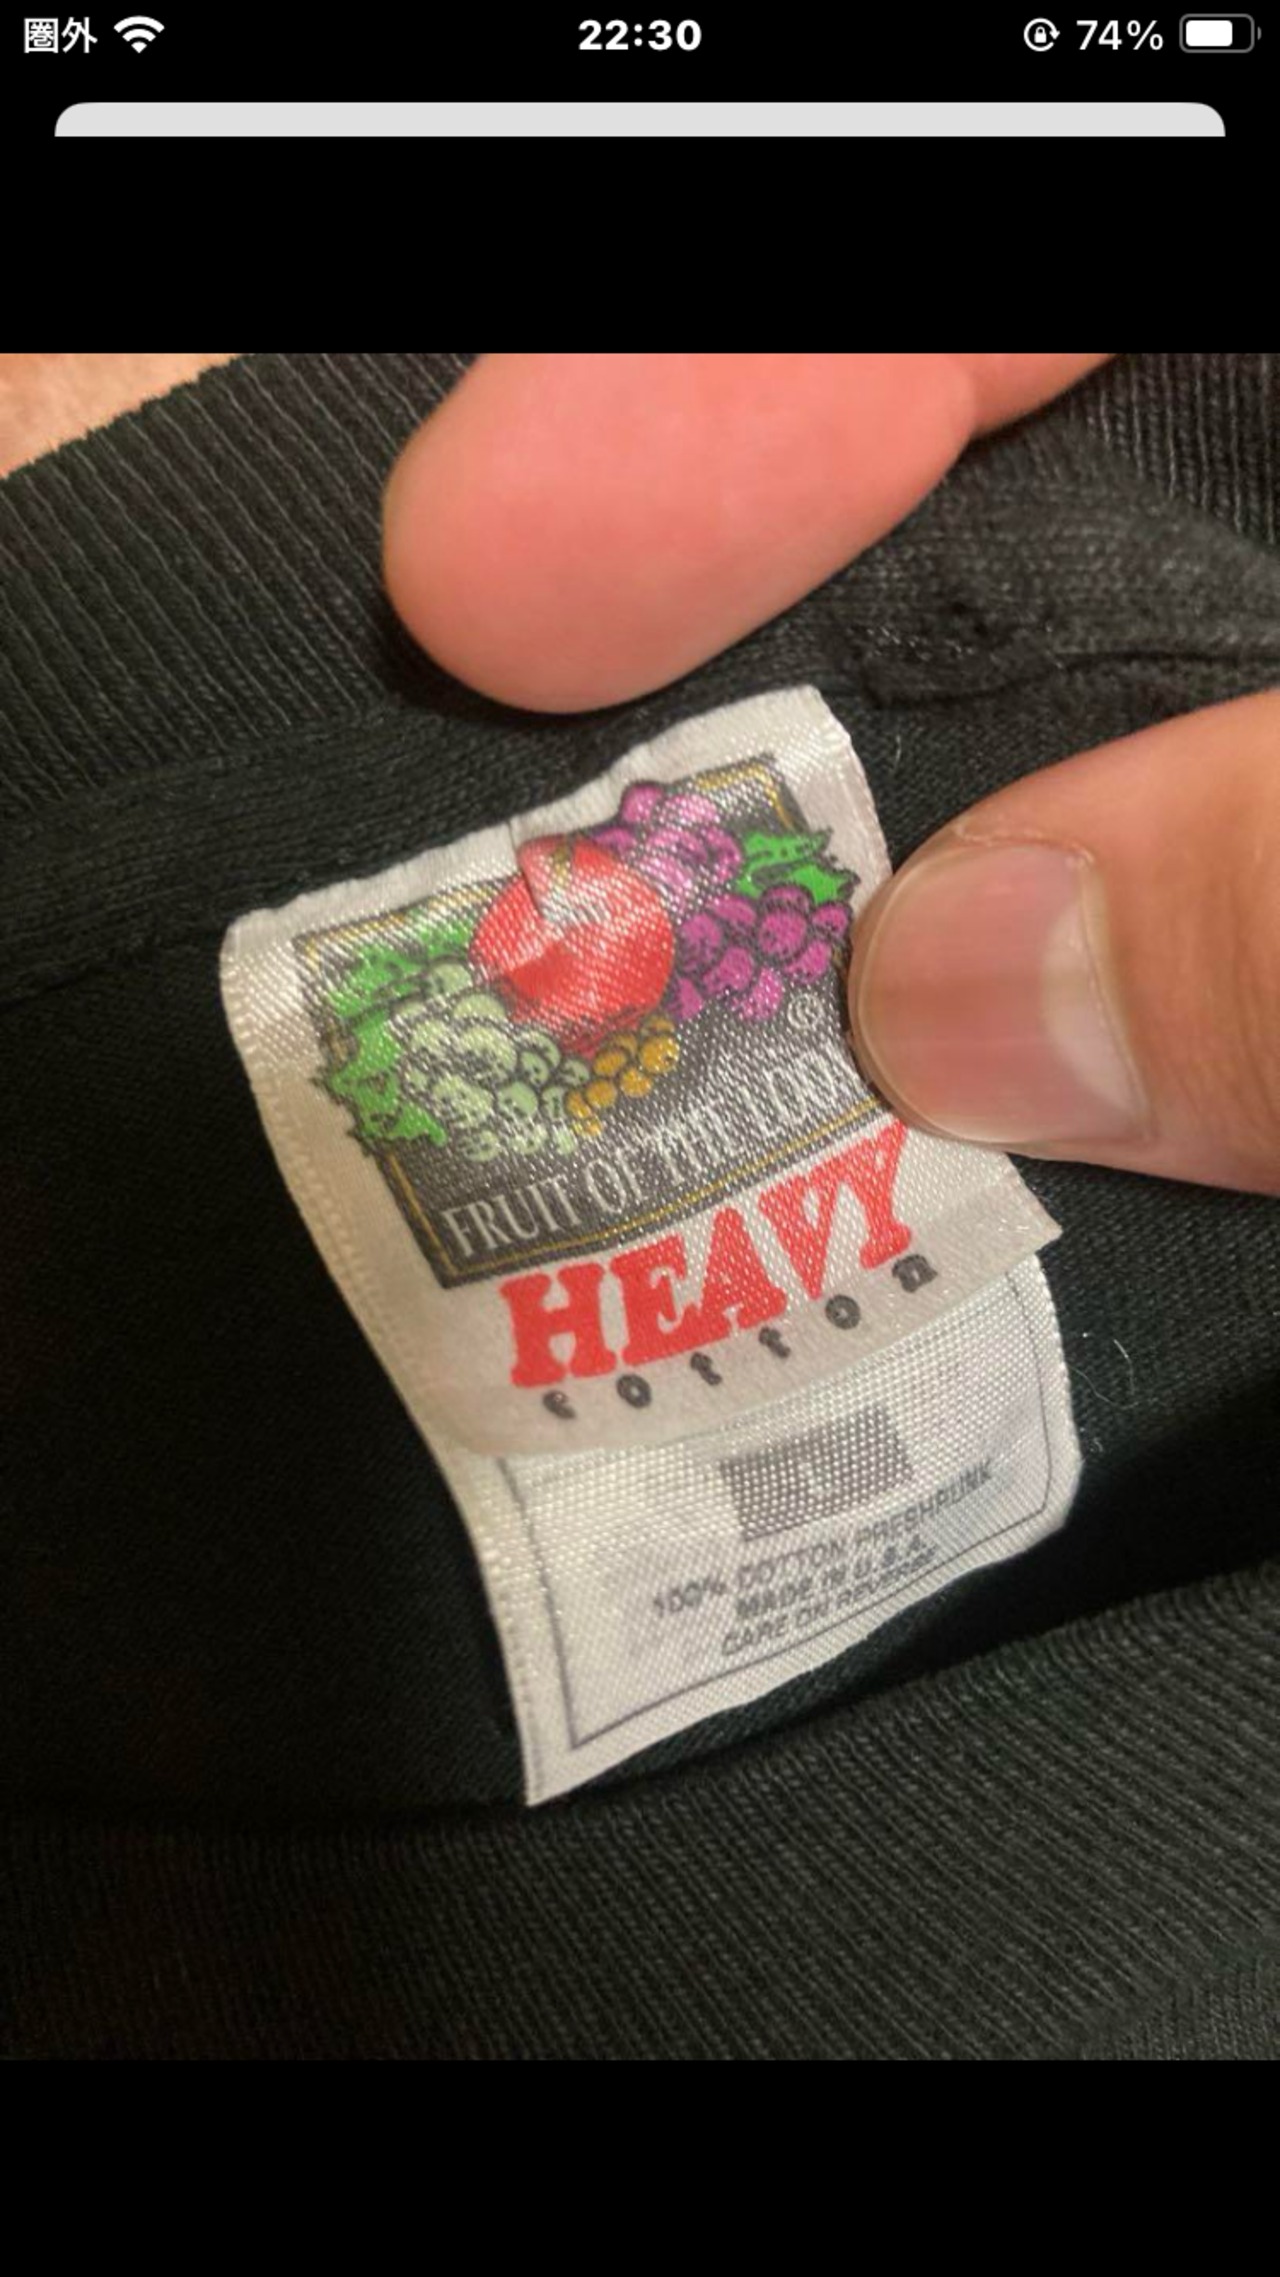 圏外 22:30 74%
®
FRUIT OF THE LOOM
HEAVY
cotton
L
100% COTTON PRESHRUNK
MADE IN U.S.A.
CARE ON REVERSE